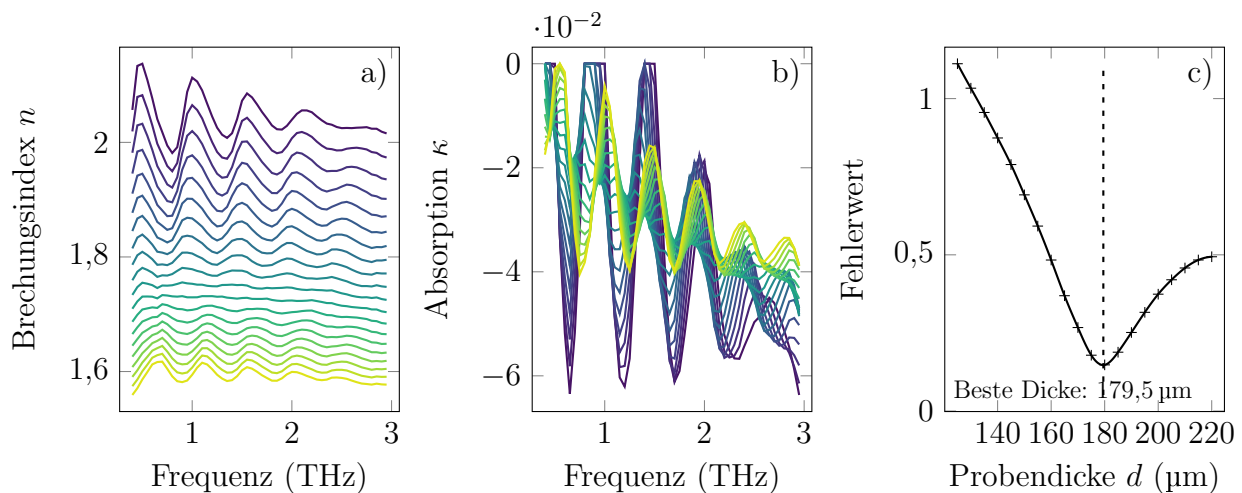 a)
2
1,8
1,6
1
2
3
Brechungsindex n
Frequenz (THz)
·10⁻²
b)
0
−2
−4
−6
1
2
3
Absorption κ
Frequenz (THz)
c)
1
0,5
0
Beste Dicke: 179,5 µm
140 160 180 200 220
Fehlerwert
Probendicke d (µm)